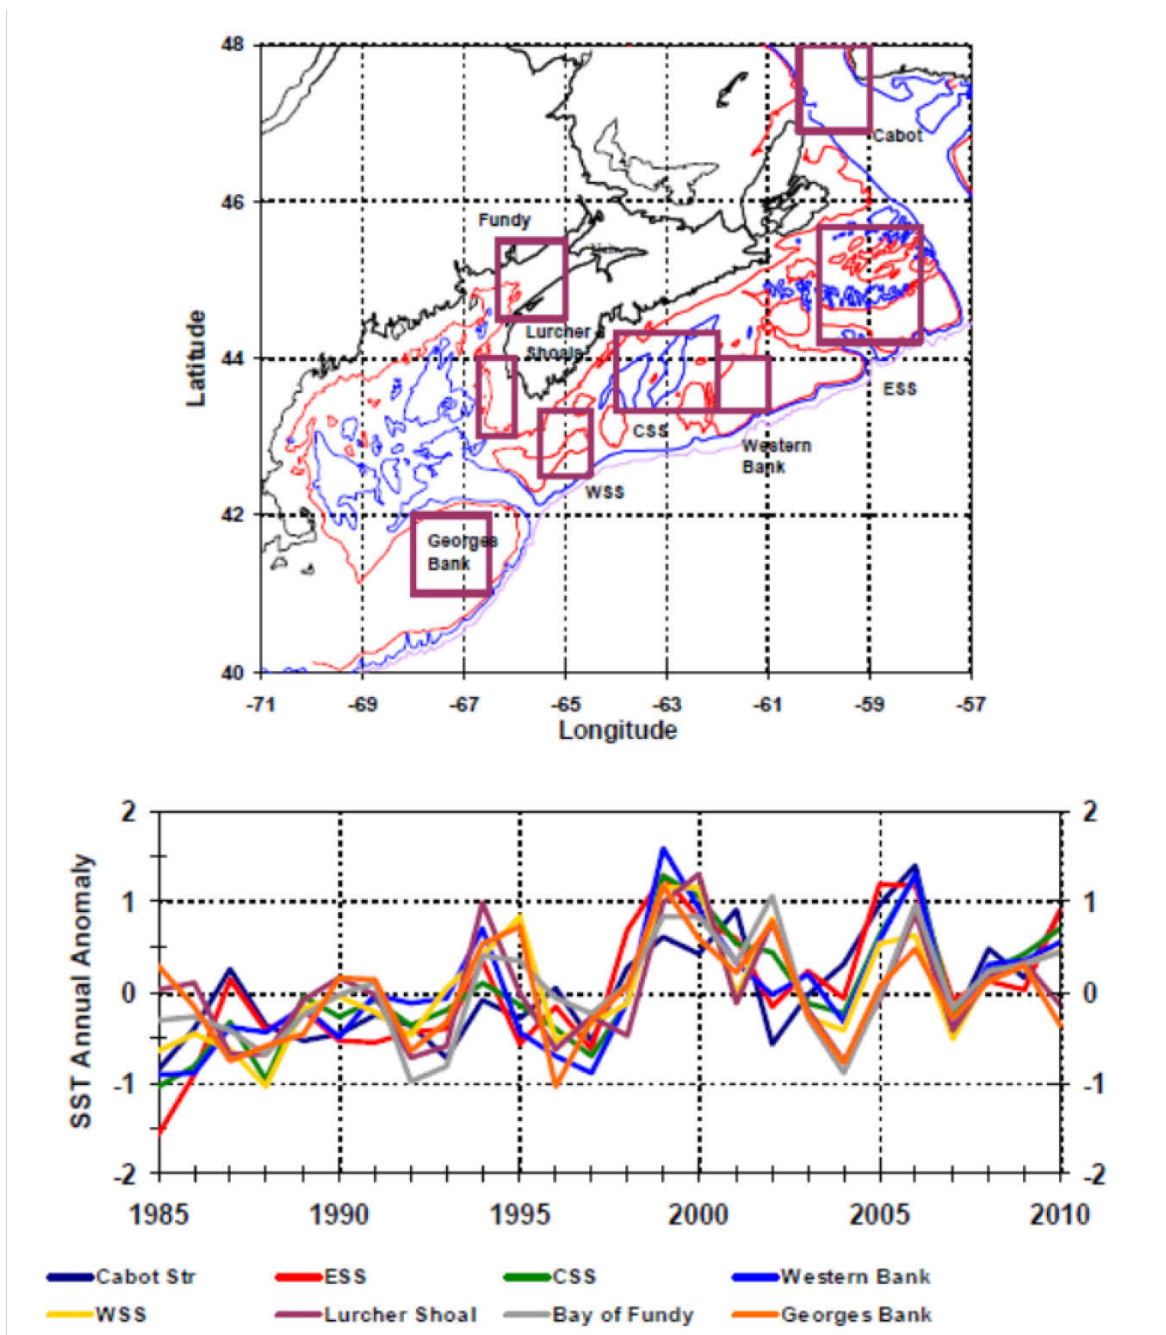 48
Cabot
46
Fundy
Lurcher
Shoals
Latitude
44
ESS
CSS
Western
Bank
WSS
42
Georges
Bank
40
-71 -69 -67 -65 -63 -61 -59 -57
Longitude
2 2
1 1
SST Annual Anomaly
0 0
-1 -1
-2 -2
1985 1990 1995 2000 2005 2010
Cabot Str ESS CSS Western Bank
WSS Lurcher Shoal Bay of Fundy Georges Bank